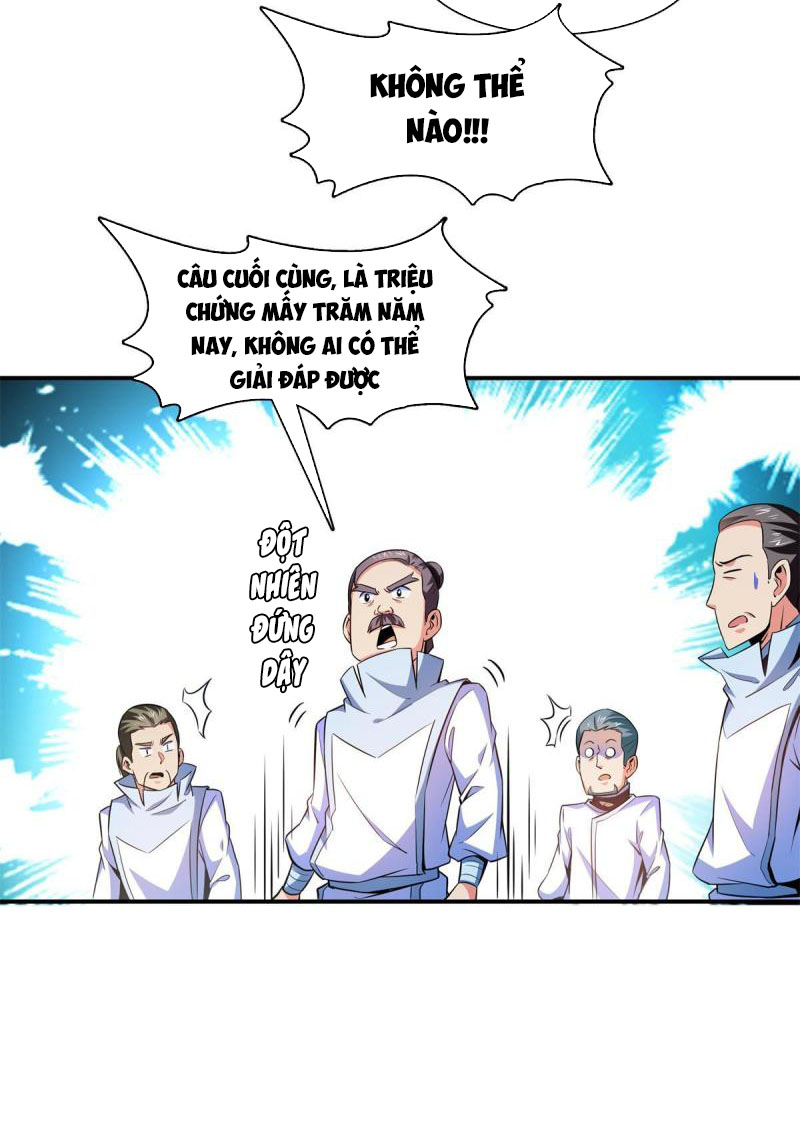 KHÔNG THỂ
NÀO!!!
CÂU CUỐI CÙNG, LÀ TRIỆU
CHỨNG MẤY TRĂM NĂM
NAY, KHÔNG AI CÓ THỂ
GIẢI ĐÁP ĐƯỢC
ĐỘT
NHIÊN
ĐỨNG
DẬY